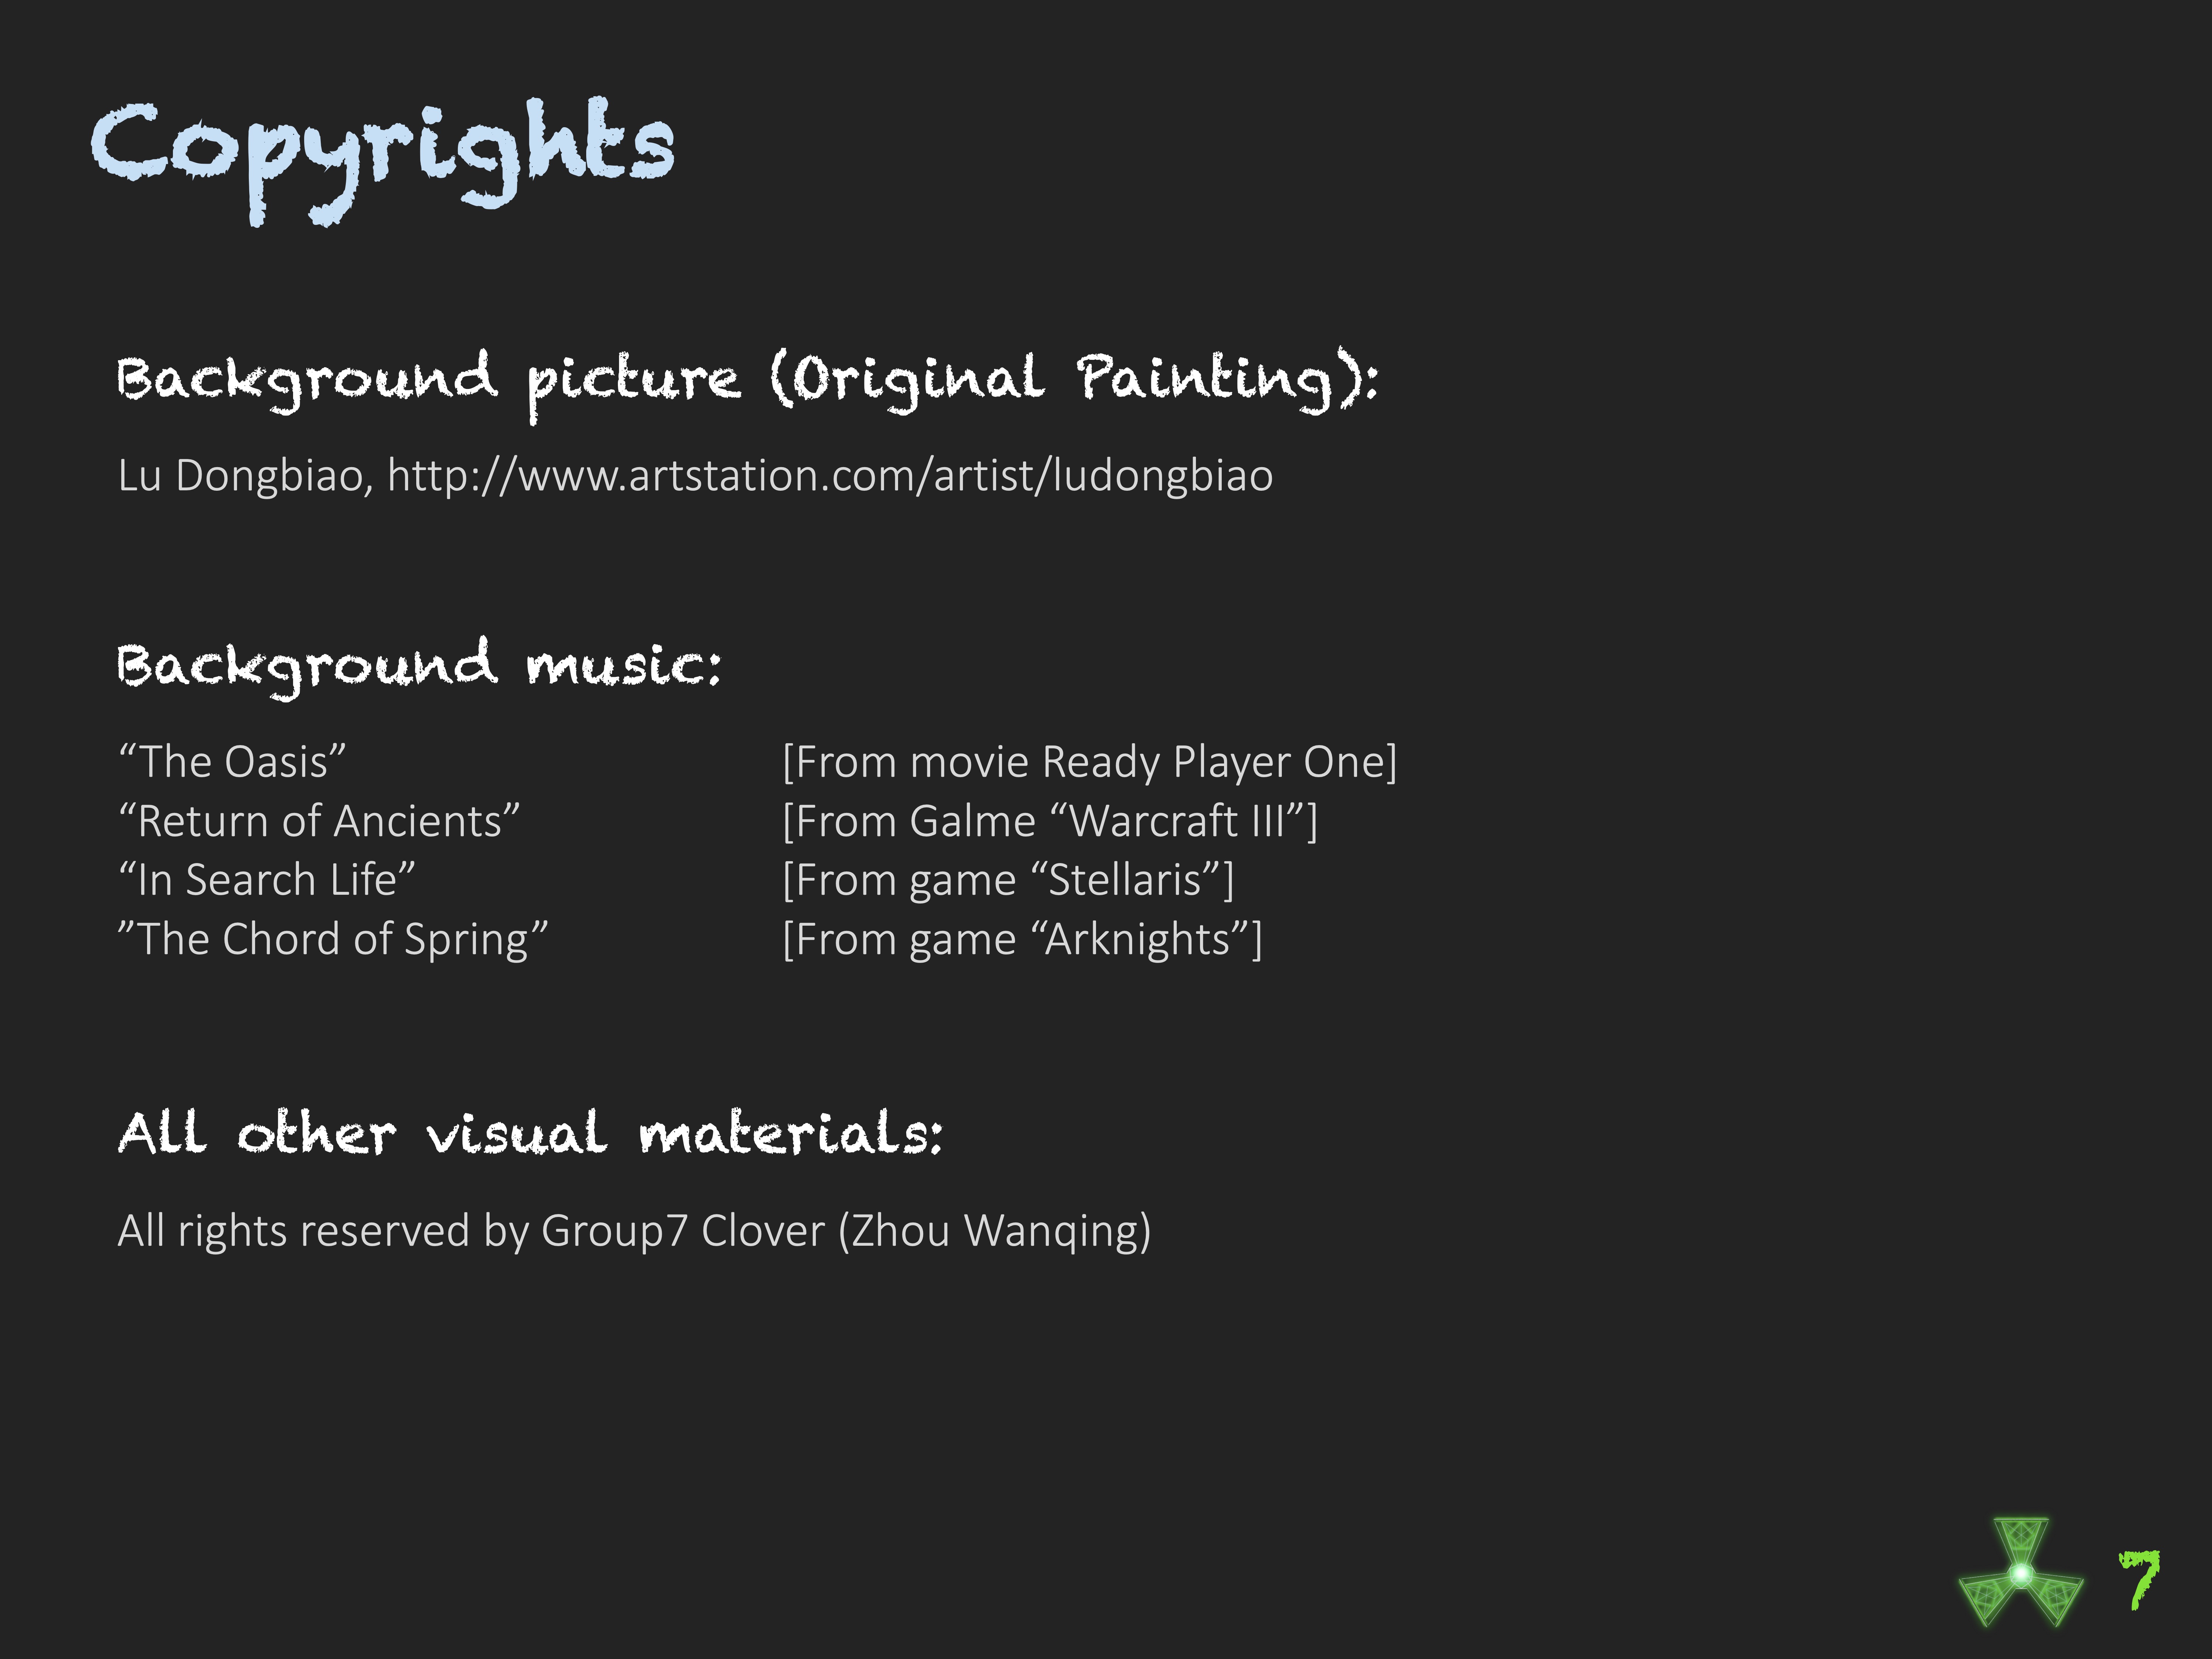 Copyrights
Background picture (Original Painting):
Lu Dongbiao, http://www.artstation.com/artist/ludongbiao
Background music:
“The Oasis” [From movie Ready Player One]
“Return of Ancients” [From Galme “Warcraft III”]
“In Search Life” [From game “Stellaris”]
”The Chord of Spring” [From game “Arknights”]
All other visual materials:
All rights reserved by Group7 Clover (Zhou Wanqing)
7